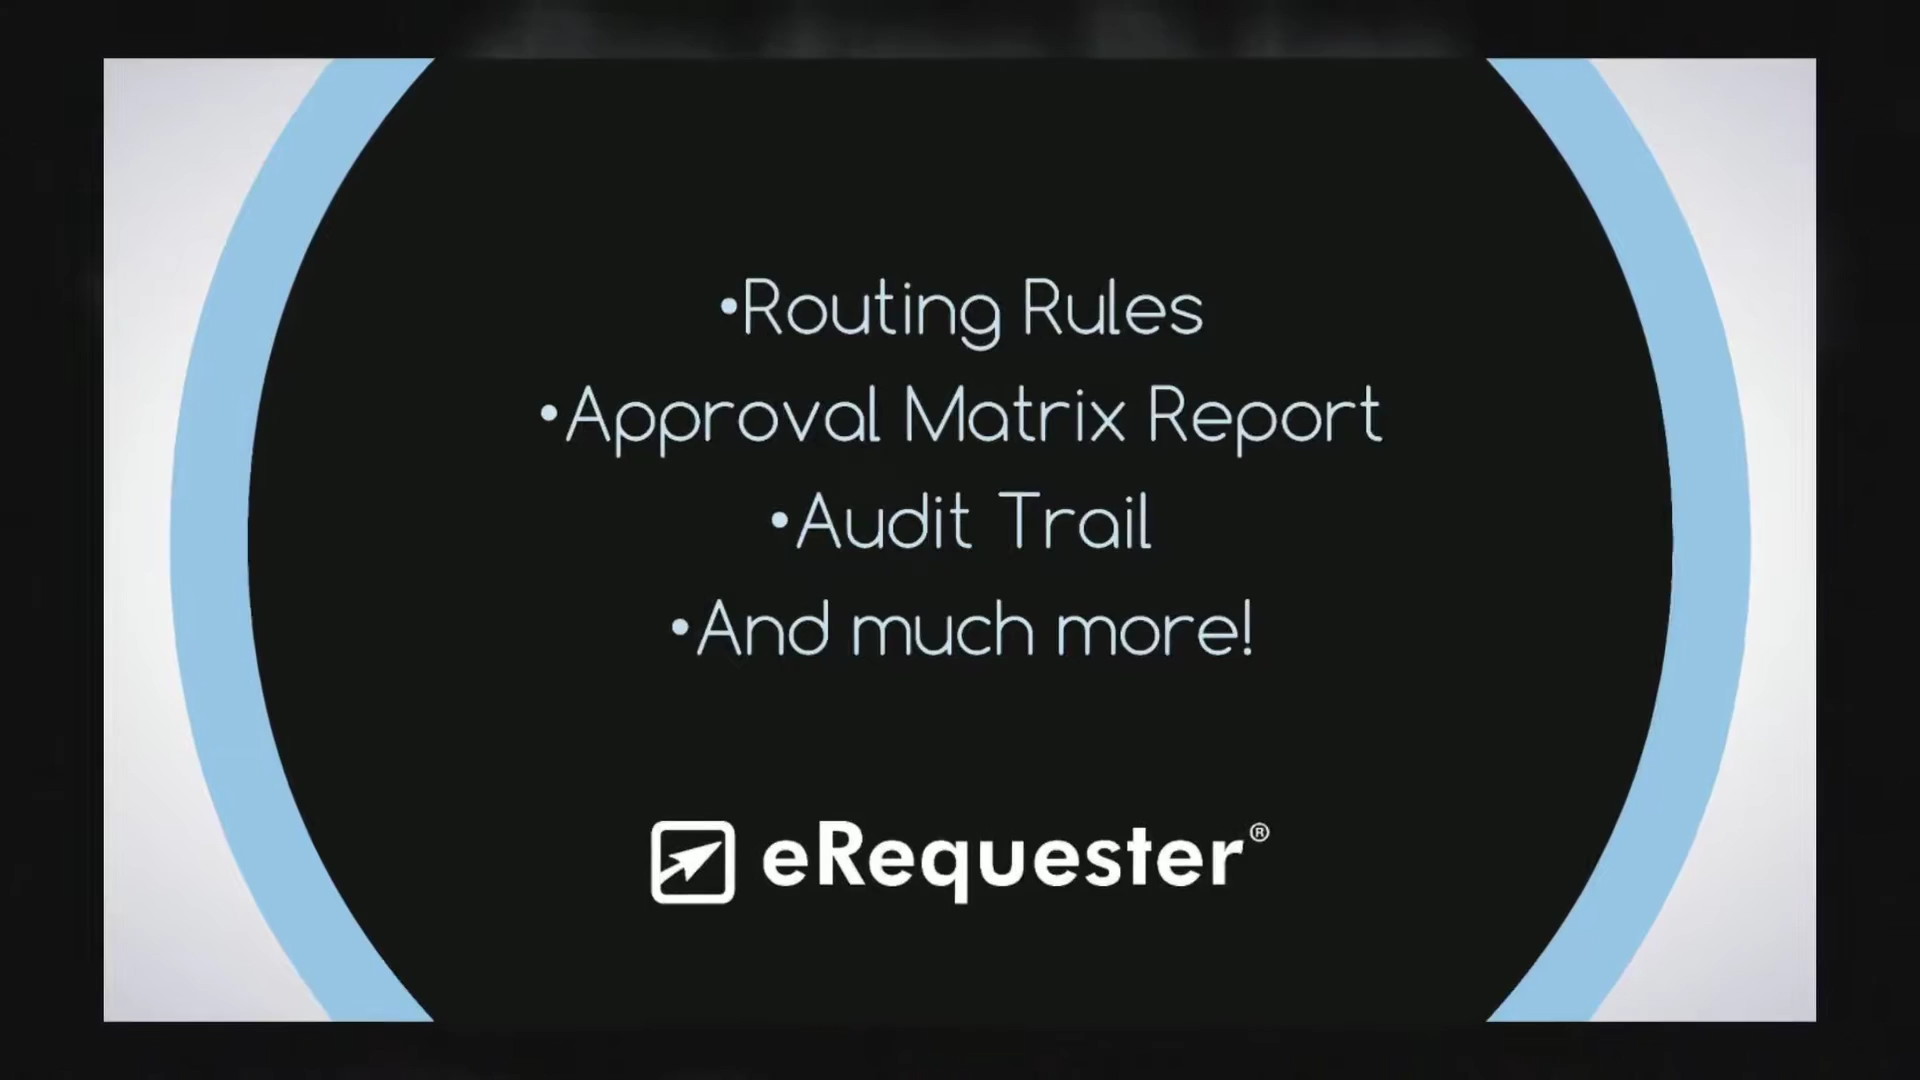 •Routing Rules
•Approval Matrix Report
•Audit Trail
•And much more!
eRequester®